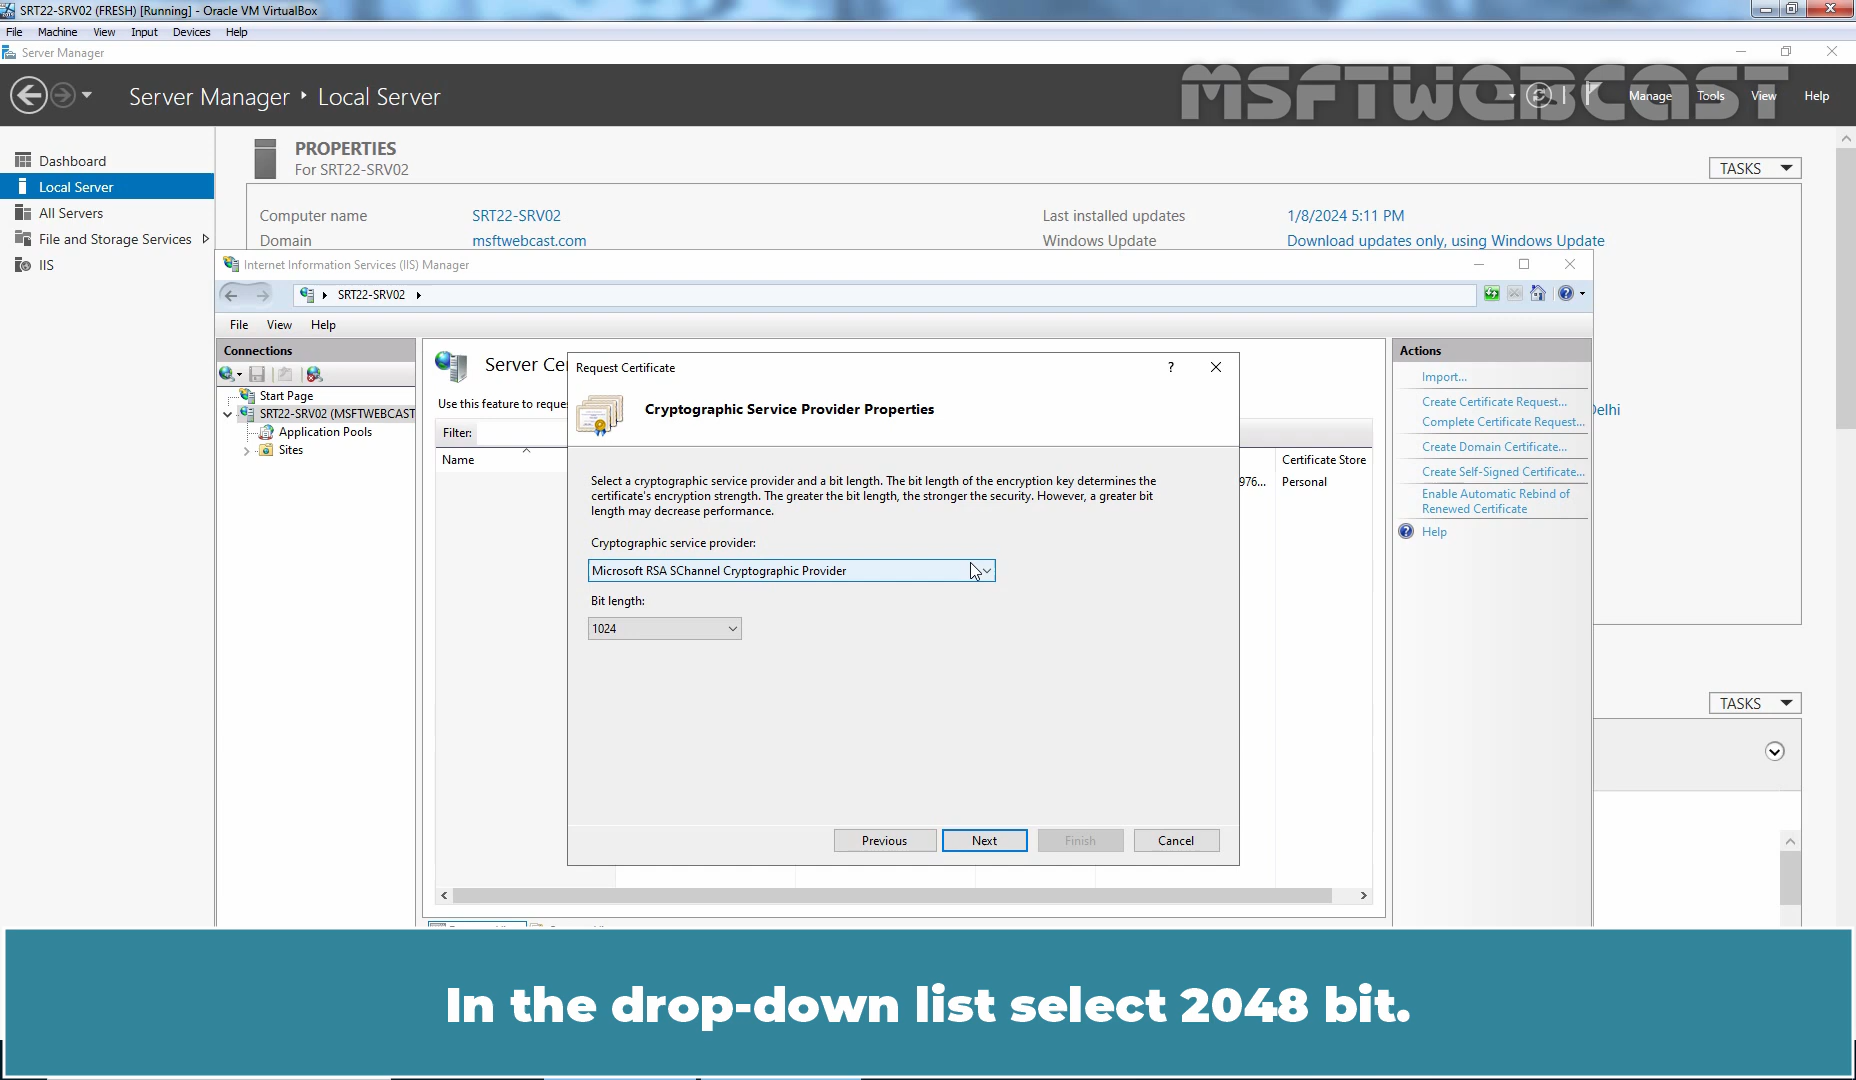 SRT22-SRV02 (FRESH) [Running] - Oracle VM VirtualBox
File Machine View Input Devices Help
Server Manager
Server Manager ‣ Local Server
MSFTWEBCAST
Manage Tools View Help
Dashboard
Local Server
All Servers
File and Storage Services
IIS
PROPERTIES
For SRT22-SRV02
TASKS
Computer name SRT22-SRV02
Domain msftwebcast.com
Last installed updates 1/8/2024 5:11 PM
Windows Update Download updates only, using Windows Update
Internet Information Services (IIS) Manager
SRT22-SRV02
File View Help
Connections
Start Page
SRT22-SRV02 (MSFTWEBCAST
Application Pools
Sites
Server Ce
Use this feature to reque
Filter:
Name
Certificate Store
976... Personal
Request Certificate
Cryptographic Service Provider Properties
Select a cryptographic service provider and a bit length. The bit length of the encryption key determines the
certificate's encryption strength. The greater the bit length, the stronger the security. However, a greater bit
length may decrease performance.
Cryptographic service provider:
Microsoft RSA SChannel Cryptographic Provider
Bit length:
1024
Previous Next Finish Cancel
Actions
Import...
Create Certificate Request...
Complete Certificate Request...
Create Domain Certificate...
Create Self-Signed Certificate...
Enable Automatic Rebind of
Renewed Certificate
Help
Delhi
TASKS
In the drop-down list select 2048 bit.